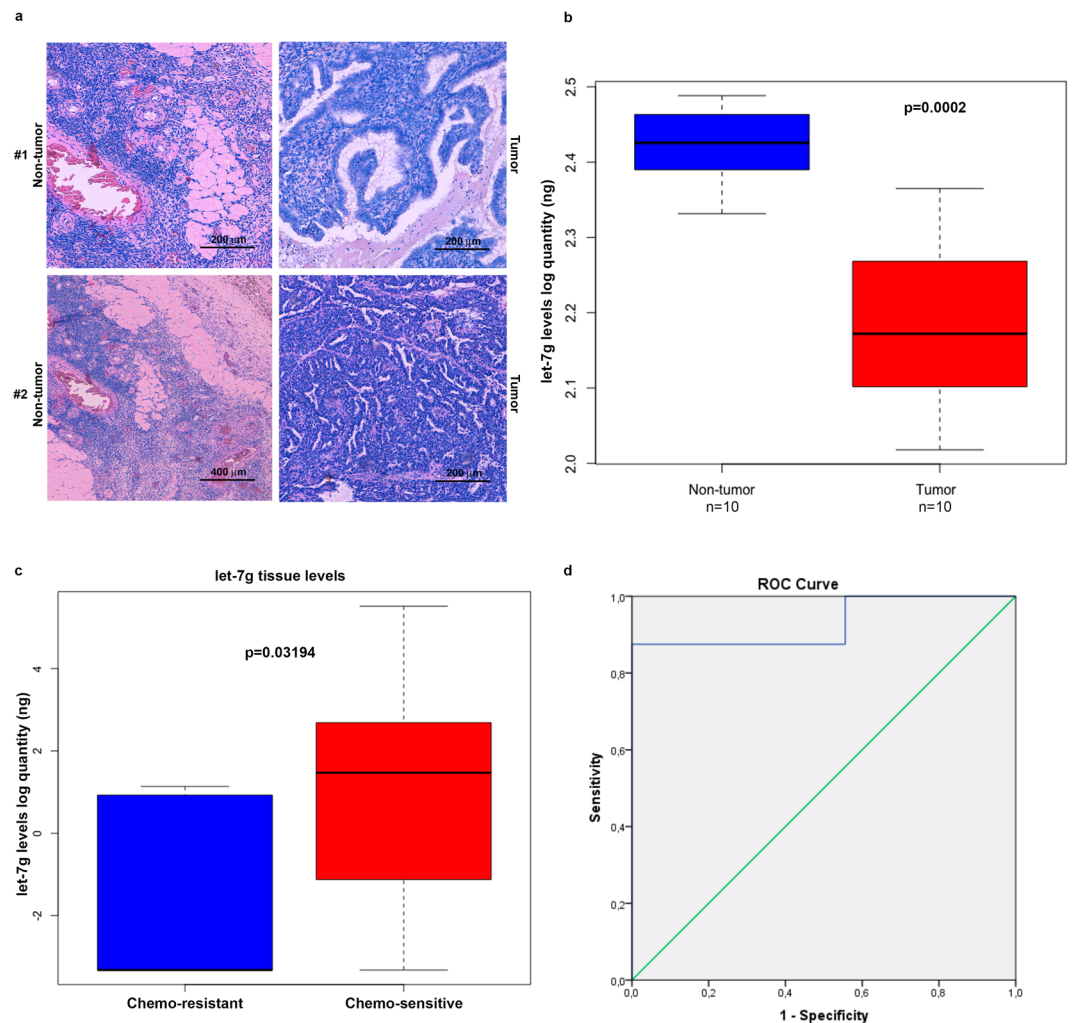 a
#1
Non-tumor
200 μm
200 μm
Tumor
#2
Non-tumor
400 μm
200 μm
Tumor
b
let-7g levels log quantity (ng)
2.5
2.4
2.3
2.2
2.1
2.0
p=0.0002
Non-tumor
n=10
Tumor
n=10
c
let-7g tissue levels
let-7g levels log quantity (ng)
4
2
0
-2
p=0.03194
Chemo-resistant
Chemo-sensitive
d
ROC Curve
Sensitivity
1,0
0,8
0,6
0,4
0,2
0,0
0,0
0,2
0,4
0,6
0,8
1,0
1 - Specificity